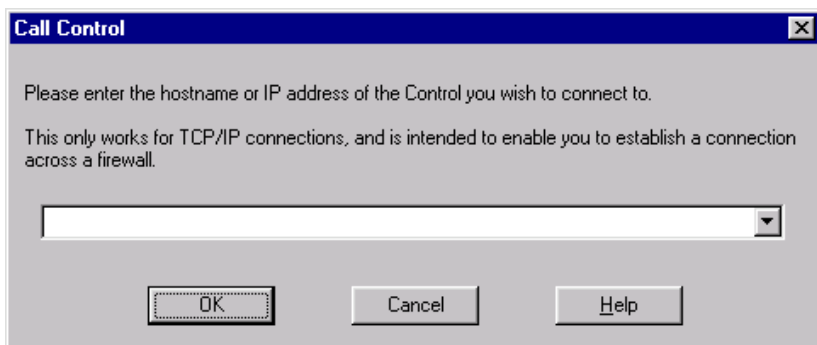 Call Control
Please enter the hostname or IP address of the Control you wish to connect to.
This only works for TCP/IP connections, and is intended to enable you to establish a connection
across a firewall.
OK
Cancel
Help